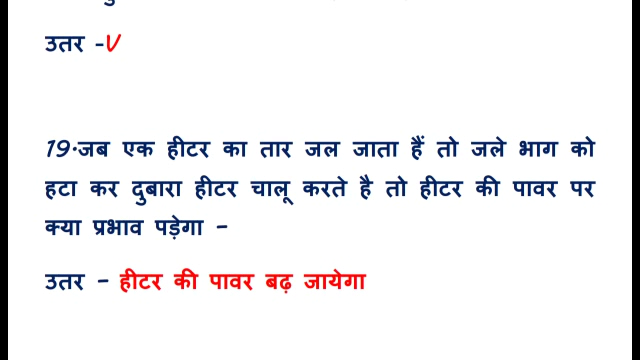 उतर -V
19.जब एक हीटर का तार जल जाता हैं तो जले भाग को
हटा कर दुबारा हीटर चालू करते है तो हीटर की पावर पर
क्या प्रभाव पड़ेगा -
उतर - हीटर की पावर बढ़ जायेगा